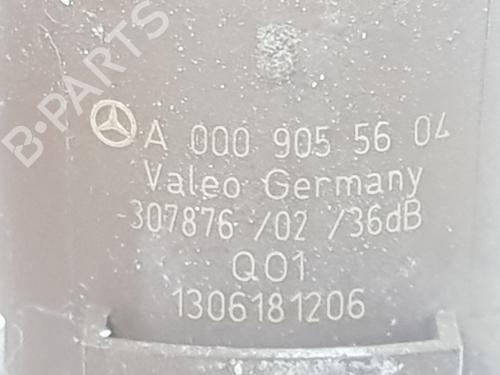 B-PARTS
A 000 905 56 04
Valeo Germany
307876 /02 /36dB
Q01
1306181206